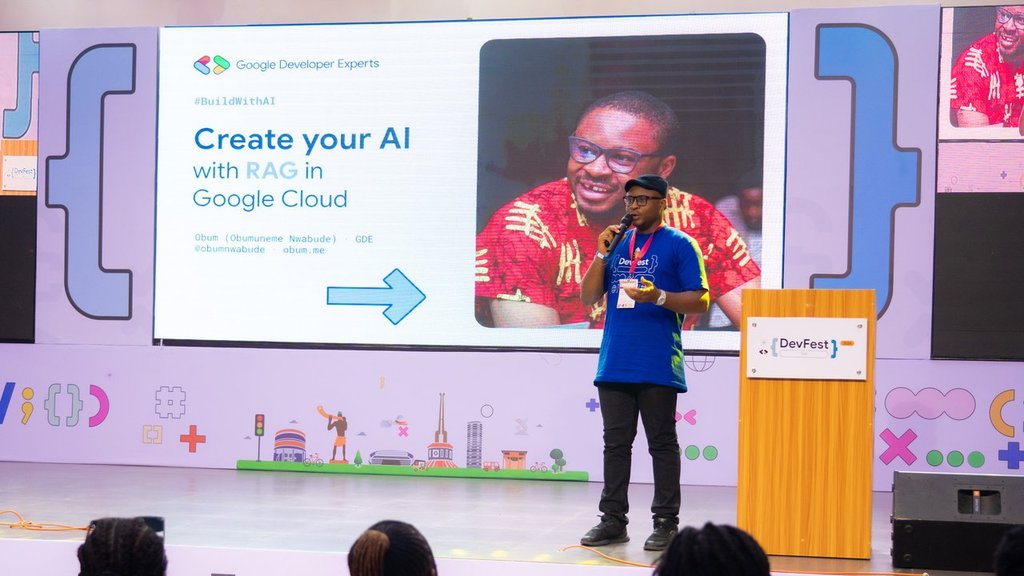 Google Developer Experts
#BuildWithAI
Create your AI
with RAG in
Google Cloud
Obum (Obumuneme Nwabude) · GDE
@obumnwabude · obum.me
DevFest
DevFest